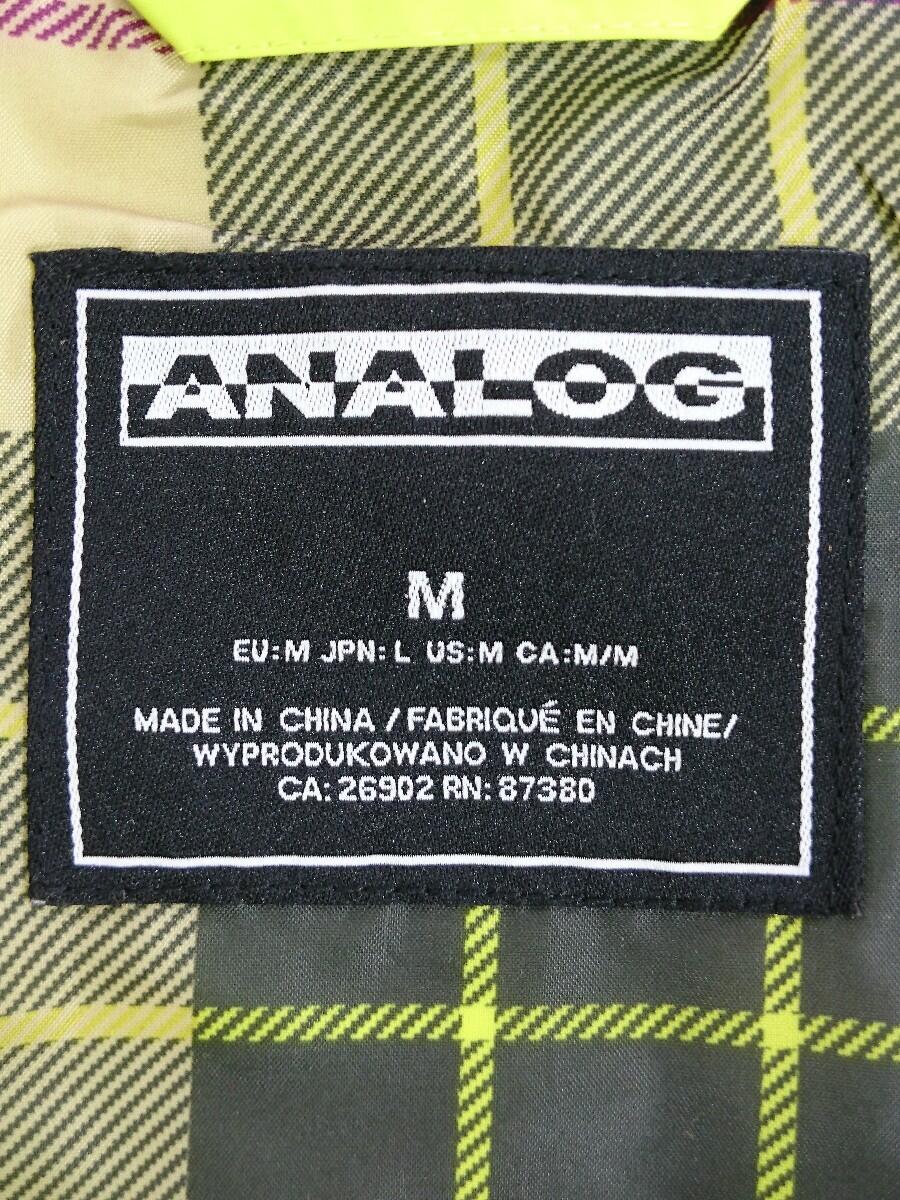 ANALOG
M
EU:M JPN:L US:M CA:M/M
MADE IN CHINA / FABRIQUÉ EN CHINE/
WYPRODUKOWANO W CHINACH
CA: 26902 RN: 87380